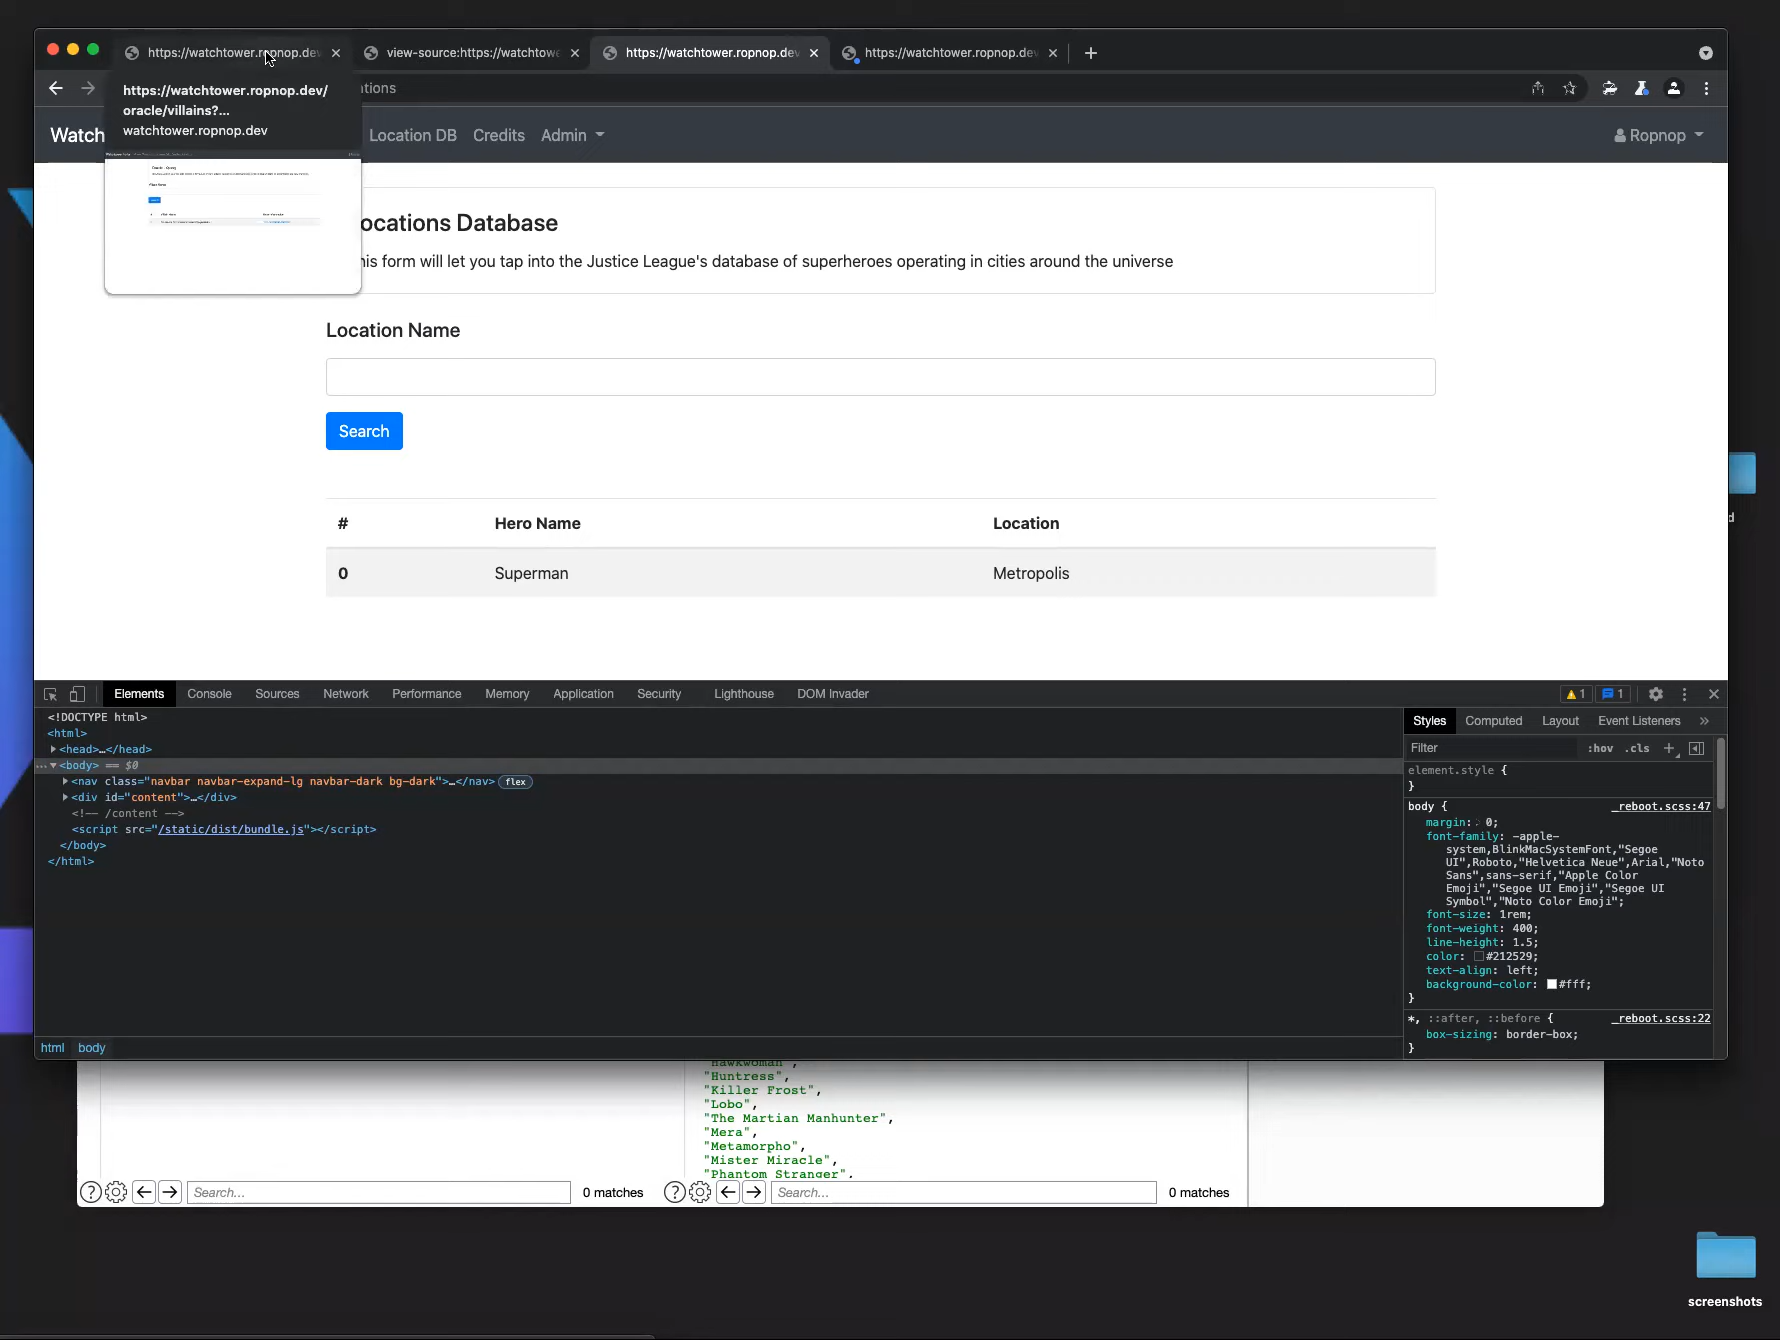 https://watchtower.ropnop.dev
view-source:https://watchtowe
https://watchtower.ropnop.dev
https://watchtower.ropnop.dev
https://watchtower.ropnop.dev/
oracle/villains?...
watchtower.ropnop.dev
ations
Watch
Location DB
Credits
Admin
Ropnop
ocations Database
his form will let you tap into the Justice League's database of superheroes operating in cities around the universe
Location Name
Search
# Hero Name Location
0 Superman Metropolis
d
Elements Console Sources Network Performance Memory Application Security Lighthouse DOM Invader
1 1
<!DOCTYPE html>
<html>
<head>…</head>
… <body> == $0
<nav class="navbar navbar-expand-lg navbar-dark bg-dark">…</nav> flex
<div id="content">…</div>
<!-- /content -->
<script src="/static/dist/bundle.js"></script>
</body>
</html>
html body
Styles Computed Layout Event Listeners »
Filter :hov .cls +
element.style {
}
body { _reboot.scss:47
margin: 0;
font-family: -apple-
system,BlinkMacSystemFont,"Segoe
UI",Roboto,"Helvetica Neue",Arial,"Noto
Sans",sans-serif,"Apple Color
Emoji","Segoe UI Emoji","Segoe UI
Symbol","Noto Color Emoji";
font-size: 1rem;
font-weight: 400;
line-height: 1.5;
color: #212529;
text-align: left;
background-color: #fff;
}
*, ::after, ::before { _reboot.scss:22
box-sizing: border-box;
}
"Hawkwoman",
"Huntress",
"Killer Frost",
"Lobo",
"The Martian Manhunter",
"Mera",
"Metamorpho",
"Mister Miracle",
"Phantom Stranger",
? Search... 0 matches
? Search... 0 matches
screenshots